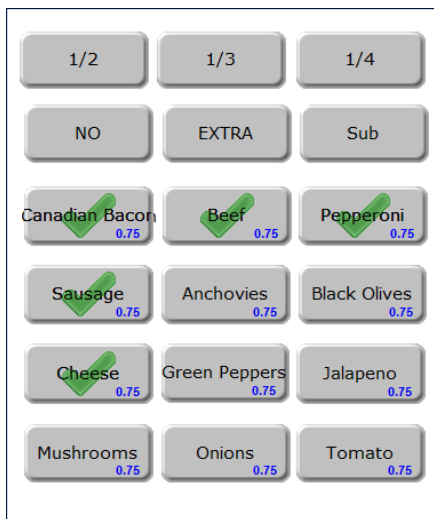 1/2 1/3 1/4
NO EXTRA Sub
Canadian Bacon Beef Pepperoni
0.75 0.75 0.75
Sausage Anchovies Black Olives
0.75 0.75 0.75
Cheese Green Peppers Jalapeno
0.75 0.75 0.75
Mushrooms Onions Tomato
0.75 0.75 0.75